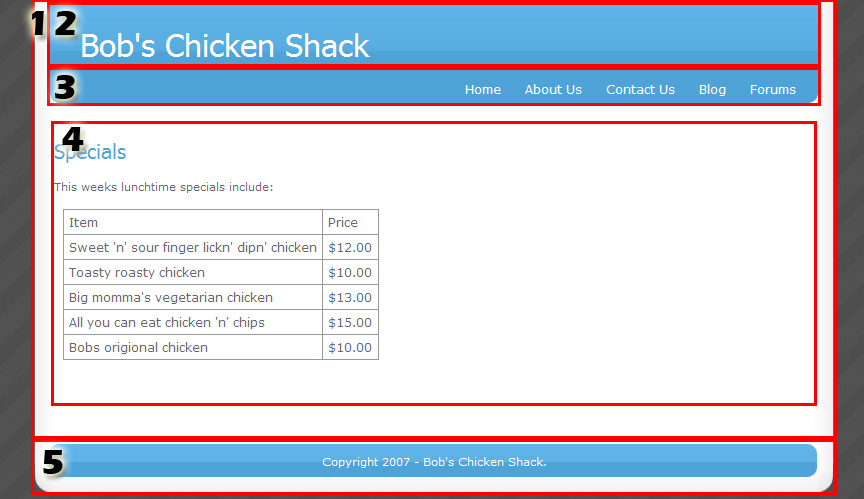 1 2
Bob's Chicken Shack
3
Home About Us Contact Us Blog Forums
4
Specials
This weeks lunchtime specials include:
Item Price
Sweet 'n' sour finger lickn' dipn' chicken $12.00
Toasty roasty chicken $10.00
Big momma's vegetarian chicken $13.00
All you can eat chicken 'n' chips $15.00
Bobs origional chicken $10.00
5
Copyright 2007 - Bob's Chicken Shack.